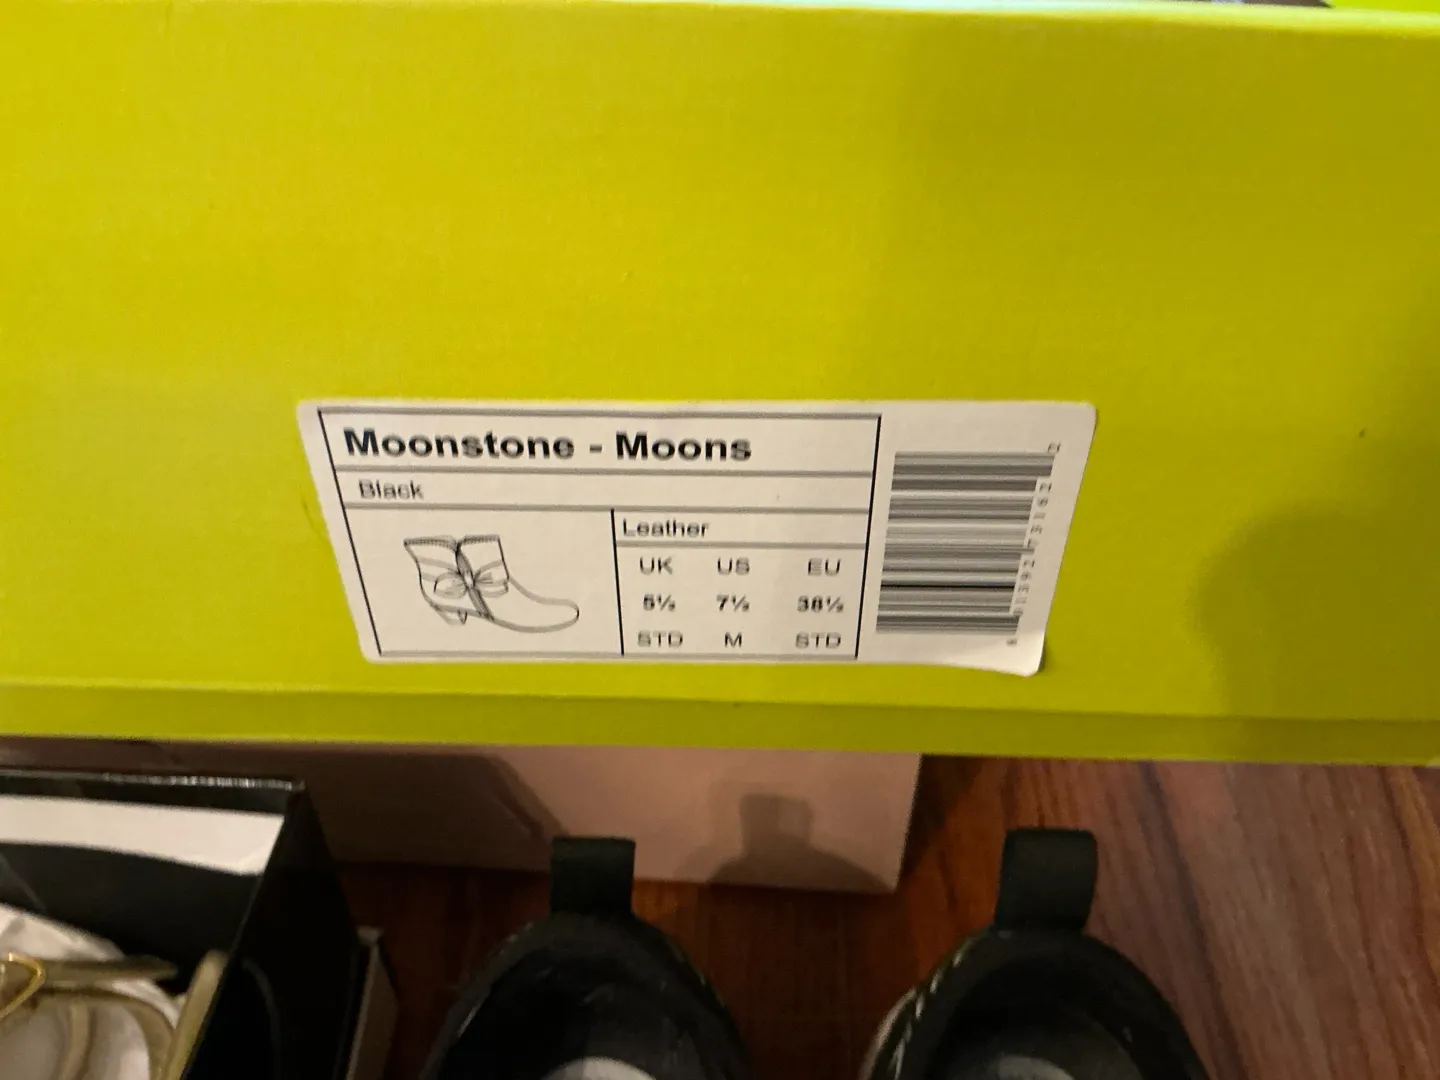 Moonstone - Moons
Black
Leather
UK US EU
5½ 7½ 38½
STD M STD